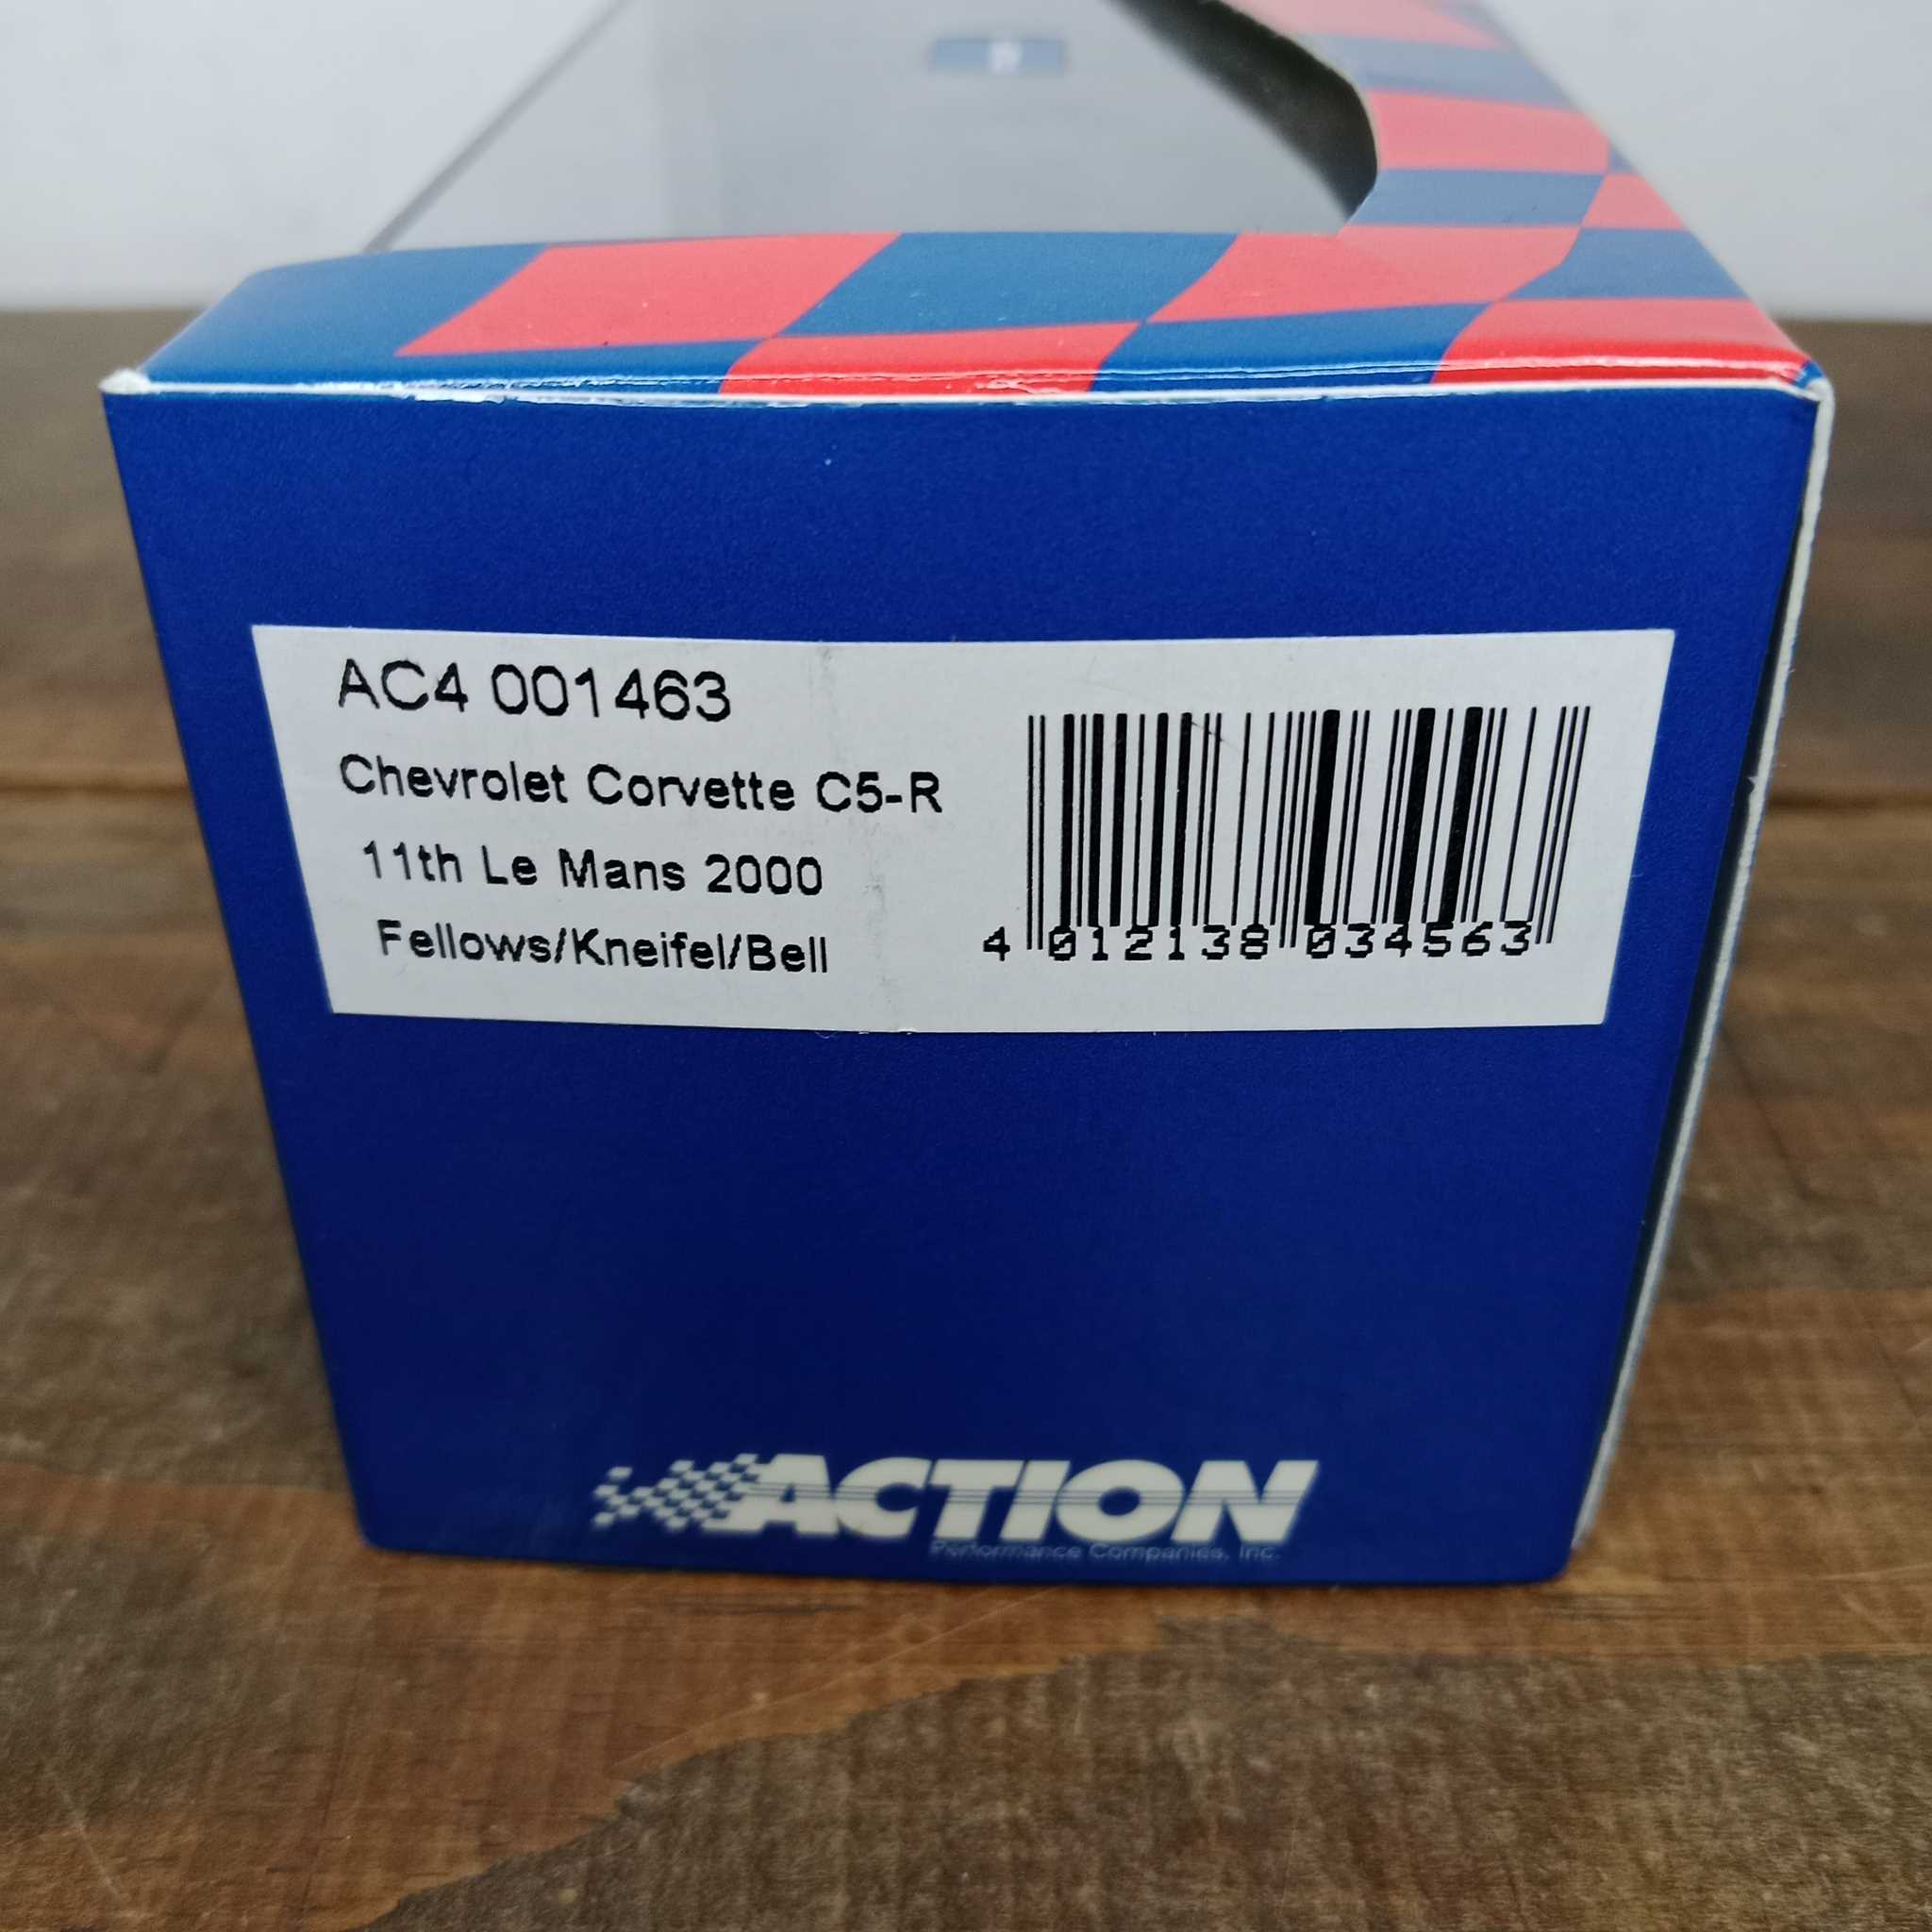 AC4 001463
Chevrolet Corvette C5-R
11th Le Mans 2000
Fellows/Kneifel/Bell
4 012138 034563
ACTION
Performance Companies, Inc.